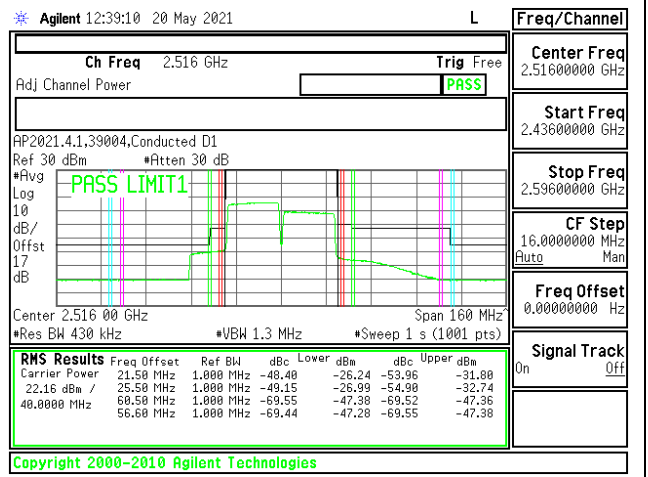 Agilent 12:39:10 20 May 2021 L
Freq/Channel
Ch Freq 2.516 GHz Trig Free
Adj Channel Power PASS
Center Freq
2.51600000 GHz
Start Freq
2.43600000 GHz
Stop Freq
2.59600000 GHz
CF Step
16.0000000 MHz
Auto Man
Freq Offset
0.00000000 Hz
Signal Track
On Off
AP2021.4.1,39004,Conducted D1
Ref 30 dBm #Atten 30 dB
#Avg
Log
10
dB/
Offst
17
dB
PASS LIMIT1
Center 2.516 00 GHz Span 160 MHz^
#Res BW 430 kHz #VBW 1.3 MHz #Sweep 1 s (1001 pts)
RMS Results Freq Offset Ref BW dBc Lower dBm dBc Upper dBm
Carrier Power 21.50 MHz 1.000 MHz -48.40 -26.24 -53.96 -31.80
22.16 dBm / 25.50 MHz 1.000 MHz -49.15 -26.99 -54.90 -32.74
40.0000 MHz 60.50 MHz 1.000 MHz -69.55 -47.38 -69.52 -47.36
56.60 MHz 1.000 MHz -69.44 -47.28 -69.55 -47.38
Copyright 2000-2010 Agilent Technologies